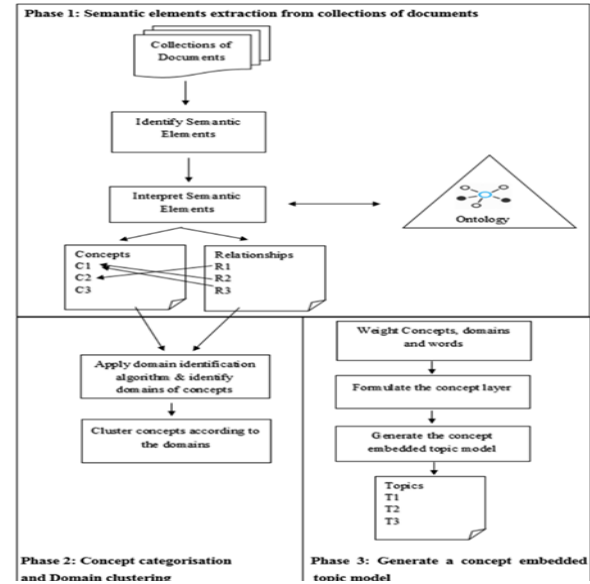 Phase 1: Semantic elements extraction from collections of documents
Collections of
Documents
Identify Semantic
Elements
Interpret Semantic
Elements
Ontology
Concepts
C1
C2
C3
Relationships
R1
R2
R3
Apply domain identification
algorithm & identify
domains of concepts
Cluster concepts according to
the domains
Phase 2: Concept categorisation
and Domain clustering
Weight Concepts, domains
and words
Formulate the concept layer
Generate the concept
embedded topic model
Topics
T1
T2
T3
Phase 3: Generate a concept embedded
topic model